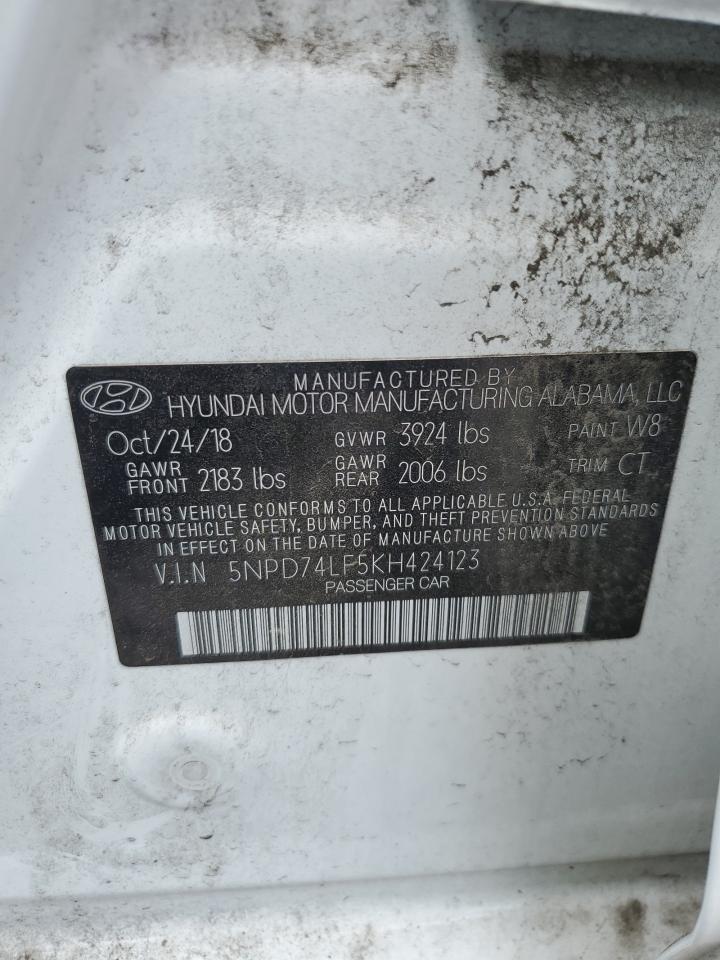 MANUFACTURED BY
HYUNDAI MOTOR MANUFACTURING ALABAMA, LLC
Oct/24/18 GVWR 3924 lbs PAINT W8
GAWR FRONT 2183 lbs GAWR REAR 2006 lbs TRIM CT
THIS VEHICLE CONFORMS TO ALL APPLICABLE U.S.A. FEDERAL
MOTOR VEHICLE SAFETY, BUMPER, AND THEFT PREVENTION STANDARDS
IN EFFECT ON THE DATE OF MANUFACTURE SHOWN ABOVE.
V.I.N 5NPD74LF5KH424123
PASSENGER CAR